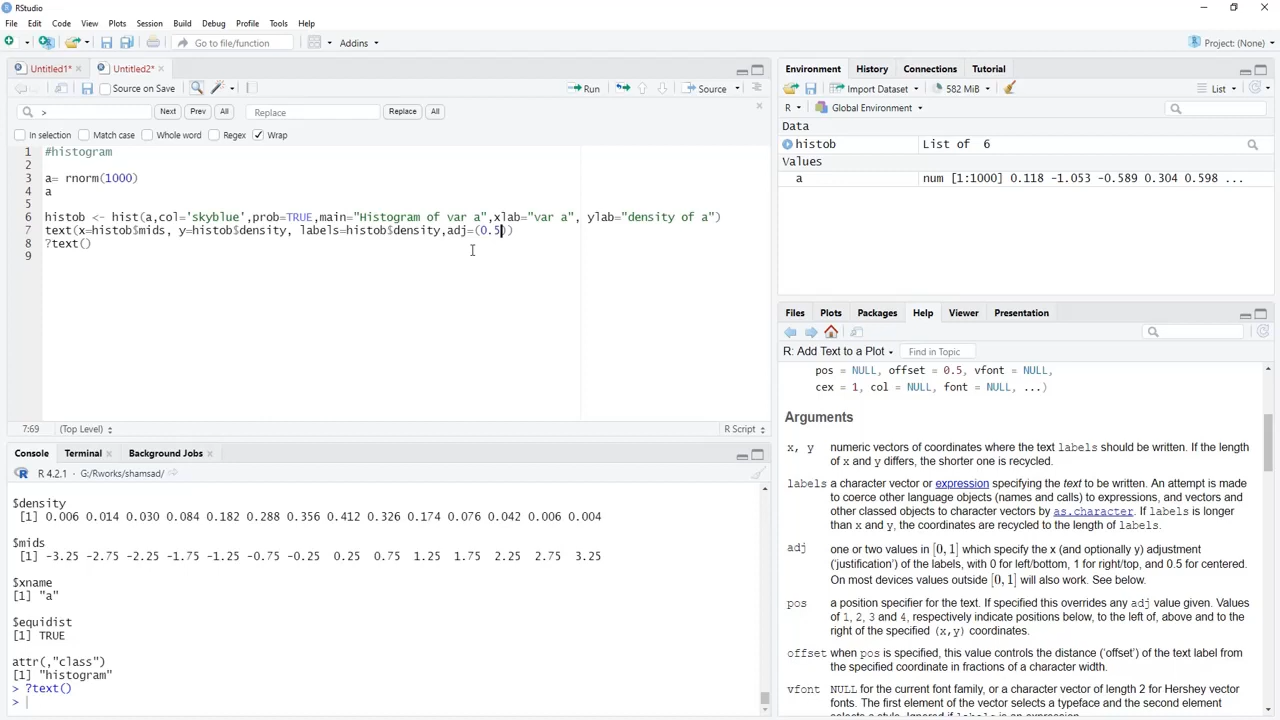 RStudio
File Edit Code View Plots Session Build Debug Profile Tools Help
Go to file/function Addins Project: (None)
Untitled1* Untitled2*
Source on Save Run Source
> Next Prev All Replace Replace All
In selection Match case Whole word Regex Wrap
1 #histogram
2
3 a= rnorm(1000)
4 a
5
6 histob <- hist(a,col='skyblue',prob=TRUE,main="Histogram of var a",xlab="var a", ylab="density of a")
7 text(x=histob$mids, y=histob$density, labels=histob$density,adj=(0.5))
8 ?text()
9
7:69 (Top Level) R Script
Console Terminal Background Jobs
R 4.2.1 · G:/Rworks/shamsad/
$density
[1] 0.006 0.014 0.030 0.084 0.182 0.288 0.356 0.412 0.326 0.174 0.076 0.042 0.006 0.004
$mids
[1] -3.25 -2.75 -2.25 -1.75 -1.25 -0.75 -0.25 0.25 0.75 1.25 1.75 2.25 2.75 3.25
$xname
[1] "a"
$equidist
[1] TRUE
attr(,"class")
[1] "histogram"
> ?text()
>
Environment History Connections Tutorial
Import Dataset 582 MiB List
R Global Environment
Data
histob List of 6
Values
a num [1:1000] 0.118 -1.053 -0.589 0.304 0.598 ...
Files Plots Packages Help Viewer Presentation
R: Add Text to a Plot Find in Topic
pos = NULL, offset = 0.5, vfont = NULL,
cex = 1, col = NULL, font = NULL, ...)
Arguments
x, y numeric vectors of coordinates where the text labels should be written. If the length
of x and y differs, the shorter one is recycled.
labels a character vector or expression specifying the text to be written. An attempt is made
to coerce other language objects (names and calls) to expressions, and vectors and
other classed objects to character vectors by as.character. If labels is longer
than x and y, the coordinates are recycled to the length of labels.
adj one or two values in [0, 1] which specify the x (and optionally y) adjustment
('justification') of the labels, with 0 for left/bottom, 1 for right/top, and 0.5 for centered.
On most devices values outside [0, 1] will also work. See below.
pos a position specifier for the text. If specified this overrides any adj value given. Values
of 1, 2, 3 and 4, respectively indicate positions below, to the left of, above and to the
right of the specified (x,y) coordinates.
offset when pos is specified, this value controls the distance ('offset') of the text label from
the specified coordinate in fractions of a character width.
vfont NULL for the current font family, or a character vector of length 2 for Hershey vector
fonts. The first element of the vector selects a typeface and the second element
selects a style. Ignored if labels is an expression.